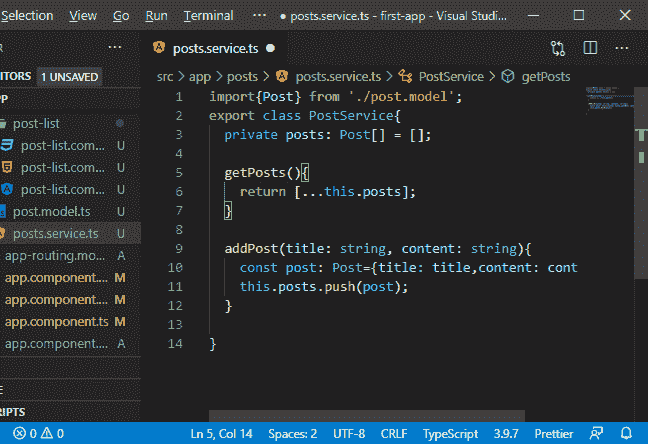 Selection View Go Run Terminal ··· ● posts.service.ts - first-app - Visual Studi...
R ···
posts.service.ts ●
ITORS 1 UNSAVED
src > app > posts > posts.service.ts > PostService > getPosts
PP
post-list
post-list.com... U
post-list.com... U
post-list.com... U
post.model.ts U
posts.service.ts U
app-routing.mo... A
app.component.... M
app.component.... M
app.component.ts M
app.component.... A
E
RIPTS
1 import{Post} from './post.model';
2 export class PostService{
3 private posts: Post[] = [];
4
5 getPosts(){
6 return [...this.posts];
7 }
8
9 addPost(title: string, content: string){
10 const post: Post={title: title,content: cont
11 this.posts.push(post);
12 }
13
14 }
0 0 Ln 5, Col 14 Spaces: 2 UTF-8 CRLF TypeScript 3.9.7 Prettier